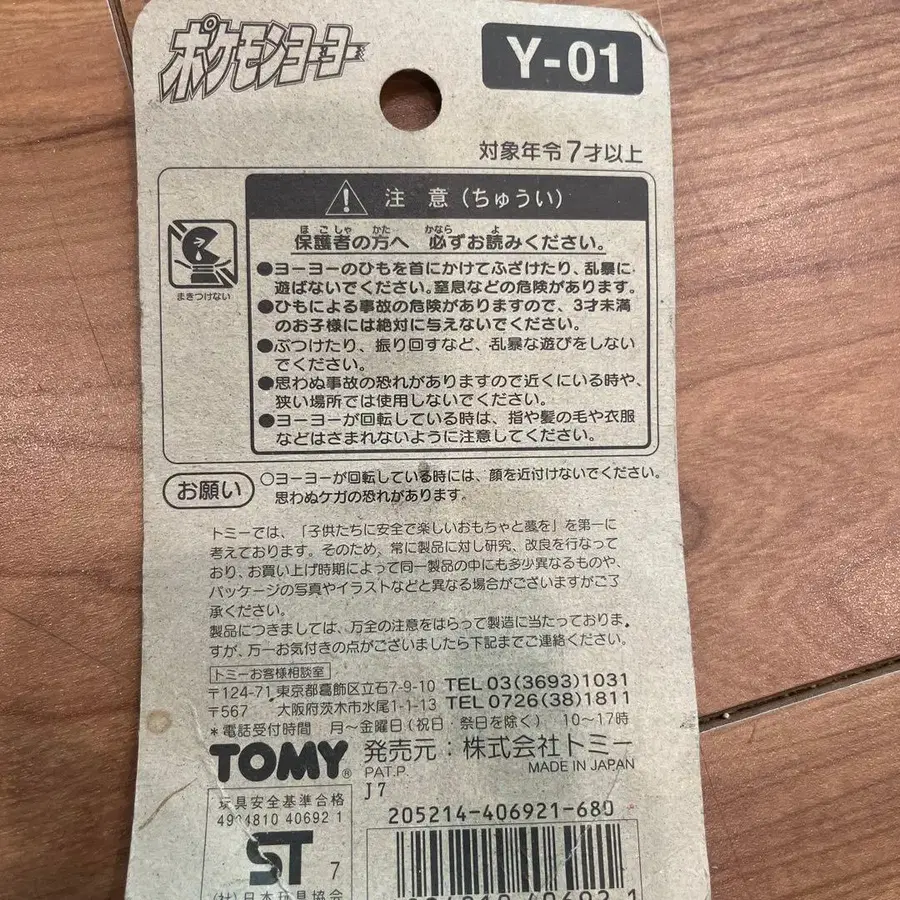 ポケモンヨーヨー
Y-01
対象年令7才以上
注 意(ちゅうい)
ほごしゃ かた かなら よ
保護者の方へ 必ずお読みください。
まきつけない
●ヨーヨーのひもを首にかけてふざけたり、乱暴に
遊ばないでください。窒息などの危険があります。
●ひもによる事故の危険がありますので、3才未満
のお子様には絶対に与えないでください。
●ぶつけたり、振り回すなど、乱暴な遊びをしない
でください。
●思わぬ事故の恐れがありますので近くにいる時や、
狭い場所では使用しないでください。
●ヨーヨーが回転している時は、指や髪の毛や衣服
などはさまれないように注意してください。
お願い
○ヨーヨーが回転している時には、顔を近付けないでください。
思わぬケガの恐れがあります。
トミーでは、「子供たちに安全で楽しいおもちゃと夢を」を第一に
考えております。そのため、常に製品に対し研究、改良を行なって
おり、お買い上げ時期によって同一製品の中にも多少異なるものや、
パッケージの写真やイラストなどと異なる場合がございますがご了
承ください。
製品につきましては、万全の注意をはらって製造に当たっておりま
すが、万一お気付きの点がございましたら下記までご連絡ください。
トミーお客様相談室
〒124-71 東京都葛飾区立石7-9-10 TEL 03(3693)1031
〒567 大阪府茨木市水尾1-1-13 TEL 0726(38)1811
*電話受付時間 月〜金曜日(祝日・祭日を除く) 10〜17時
TOMY® 発売元:株式会社トミー
PAT.P. MADE IN JAPAN
J7
玩具安全基準合格
205214-406921-680
ST 7
(社)日本玩具協会